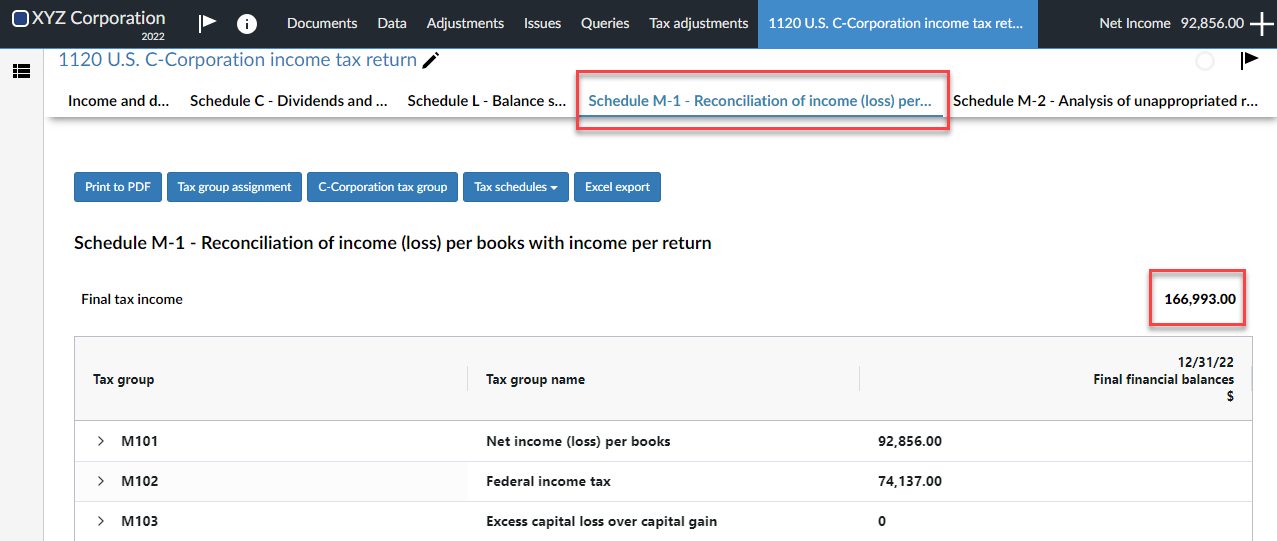 XYZ Corporation
2022
Documents Data Adjustments Issues Queries Tax adjustments 1120 U.S. C-Corporation income tax ret... Net Income 92,856.00
1120 U.S. C-Corporation income tax return
Income and d... Schedule C - Dividends and ... Schedule L - Balance s... Schedule M-1 - Reconciliation of income (loss) per... Schedule M-2 - Analysis of unappropriated r...
Print to PDF Tax group assignment C-Corporation tax group Tax schedules Excel export
Schedule M-1 - Reconciliation of income (loss) per books with income per return
Final tax income 166,993.00
12/31/22
Tax group Tax group name Final financial balances
$
M101 Net income (loss) per books 92,856.00
M102 Federal income tax 74,137.00
M103 Excess capital loss over capital gain 0